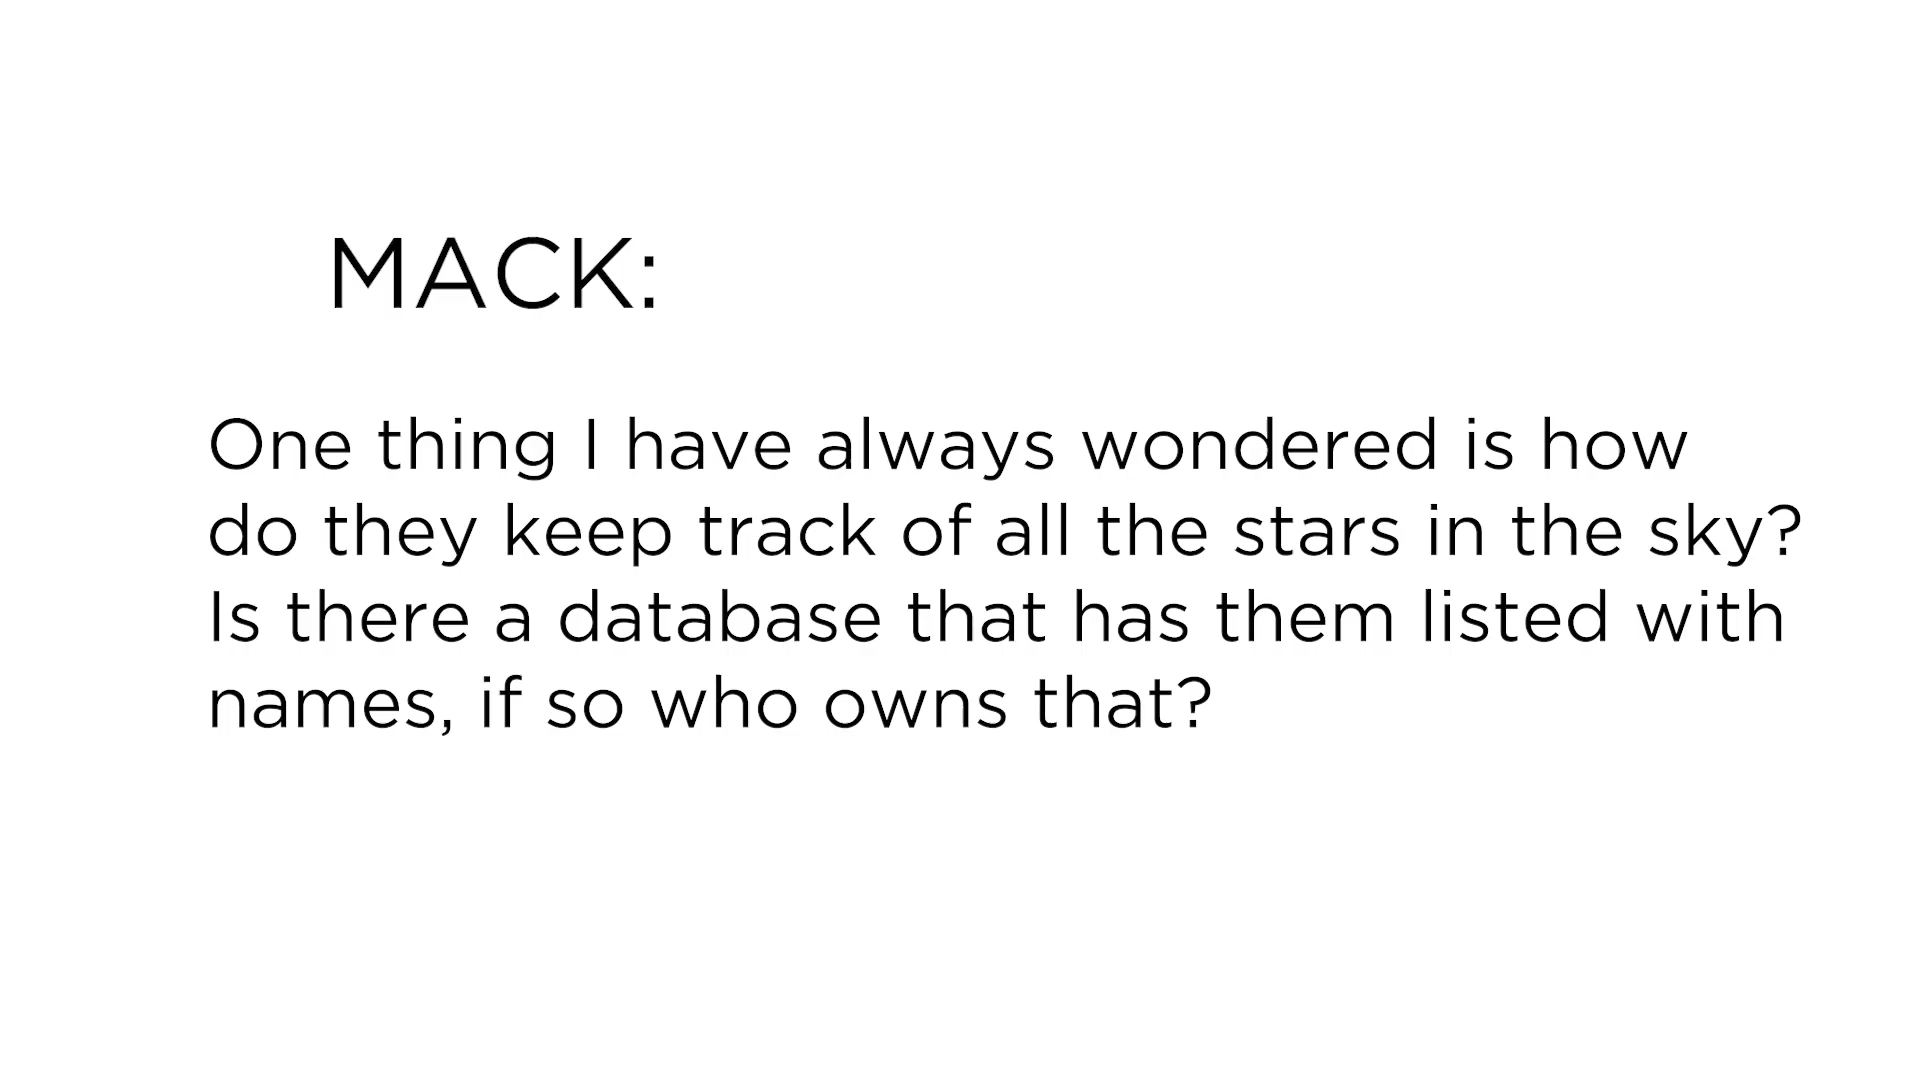 MACK:
One thing I have always wondered is how
do they keep track of all the stars in the sky?
Is there a database that has them listed with
names, if so who owns that?